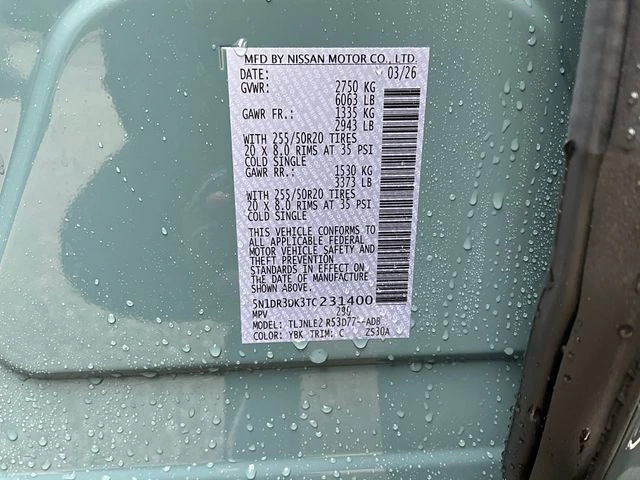 MFD BY NISSAN MOTOR CO., LTD.
DATE: 03/26
GVWR: 2750 KG
6063 LB
GAWR FR.: 1335 KG
2943 LB
WITH 255/50R20 TIRES
20 X 8.0 RIMS AT 35 PSI
COLD SINGLE
GAWR RR.: 1530 KG
3373 LB
WITH 255/50R20 TIRES
20 X 8.0 RIMS AT 35 PSI
COLD SINGLE
THIS VEHICLE CONFORMS TO
ALL APPLICABLE FEDERAL
MOTOR VEHICLE SAFETY AND
THEFT PREVENTION
STANDARDS IN EFFECT ON
THE DATE OF MANUFACTURE
SHOWN ABOVE.
5N1DR3DK3TC231400
MPV 299
MODEL: TLJNLE2 R53D77--ADB
COLOR: YBK TRIM: C ZS30A